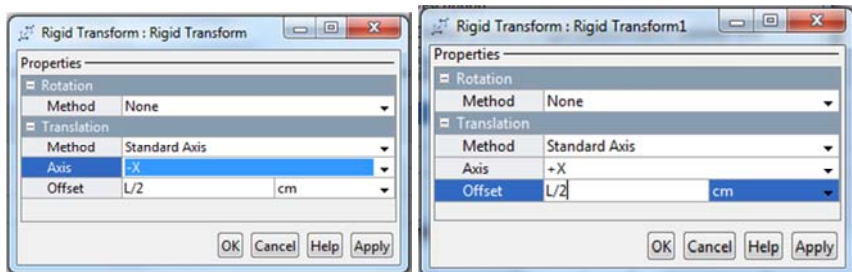 Rigid Transform : Rigid Transform
Properties
Rotation
Method None
Translation
Method Standard Axis
Axis -X
Offset L/2 cm
OK Cancel Help Apply
Rigid Transform : Rigid Transform1
Properties
Rotation
Method None
Translation
Method Standard Axis
Axis +X
Offset L/2 cm
OK Cancel Help Apply